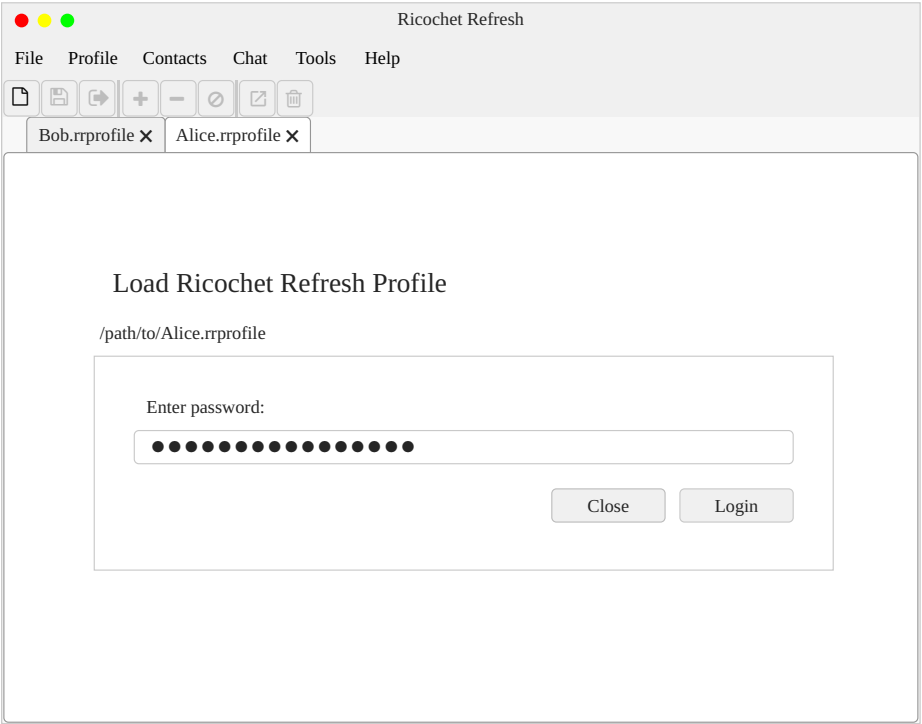 Ricochet Refresh
File Profile Contacts Chat Tools Help
Bob.rrprofile Alice.rrprofile
Load Ricochet Refresh Profile
/path/to/Alice.rrprofile
Enter password:
Close Login